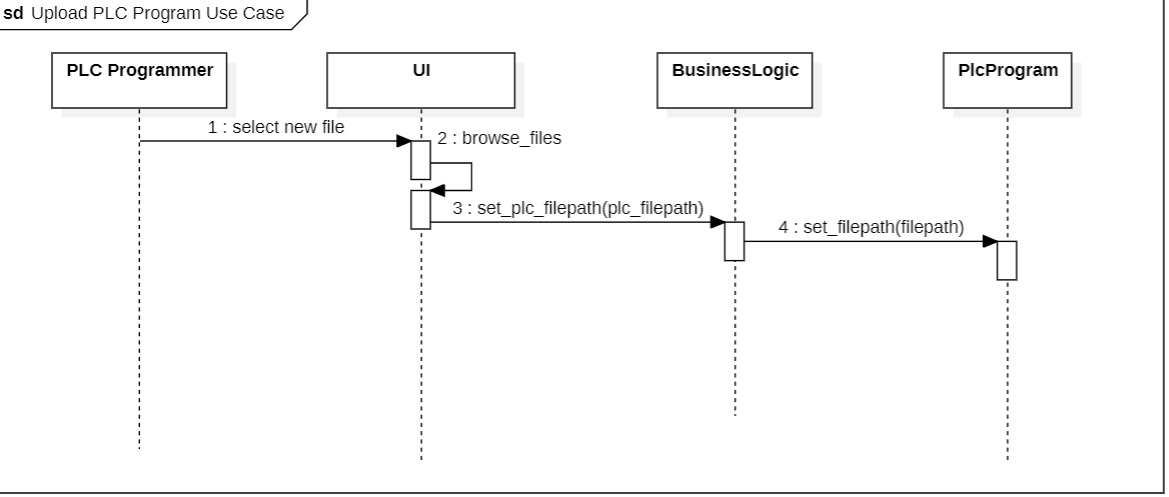 sd Upload PLC Program Use Case
PLC Programmer
UI
BusinessLogic
PlcProgram
1 : select new file
2 : browse_files
3 : set_plc_filepath(plc_filepath)
4 : set_filepath(filepath)